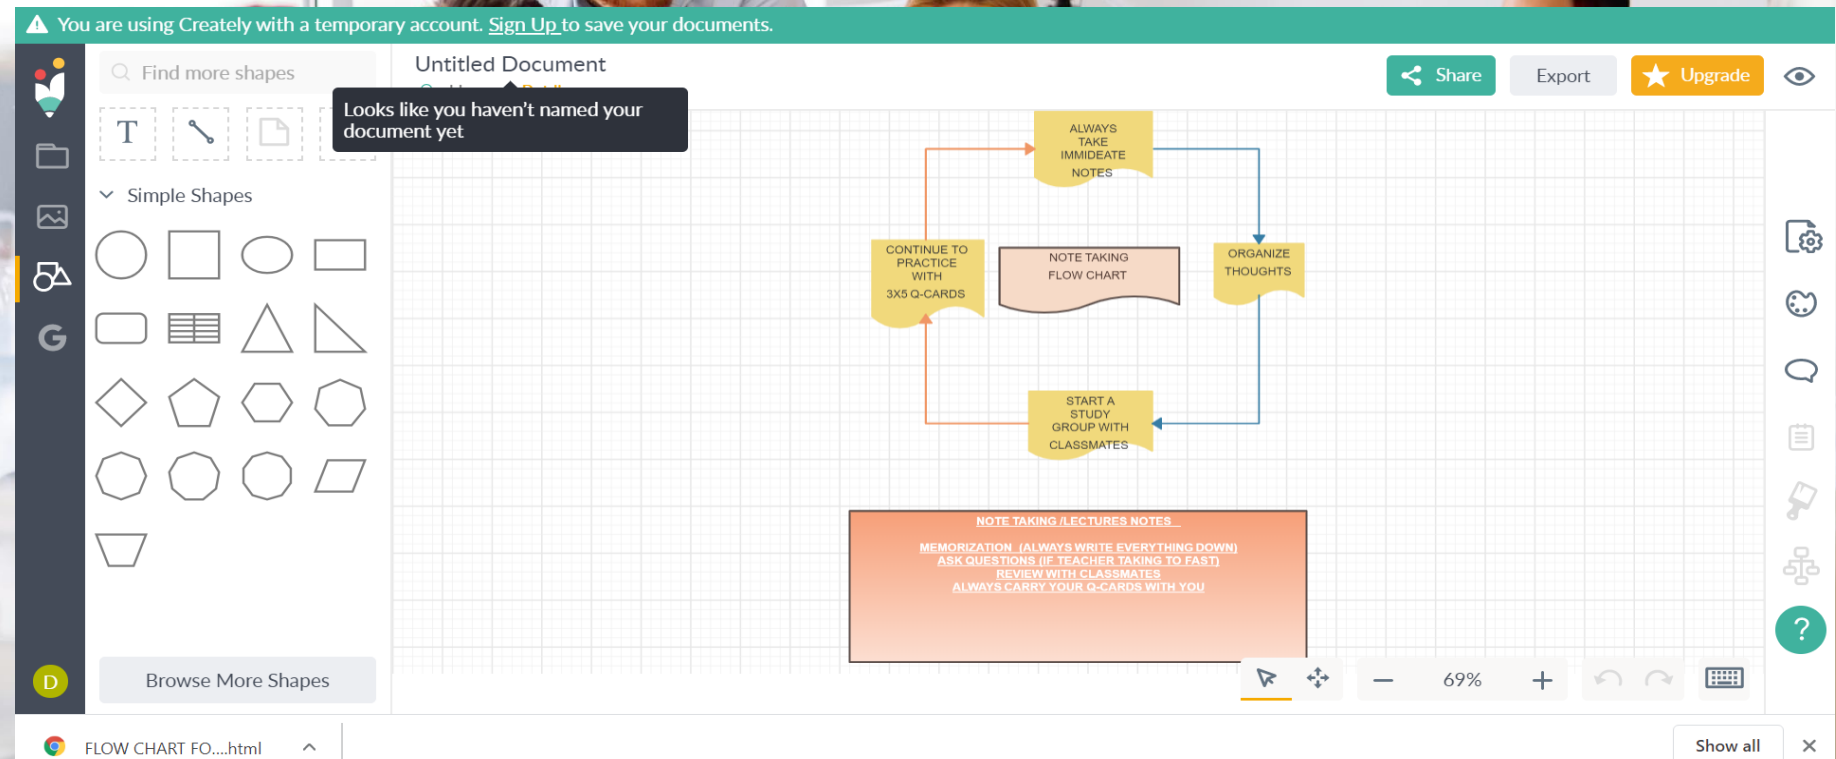 You are using Creately with a temporary account. Sign Up to save your documents.
Find more shapes
Untitled Document
Share
Export
Upgrade
Looks like you haven't named your
document yet
T
Simple Shapes
G
ALWAYS
TAKE
IMMIDEATE
NOTES
CONTINUE TO
PRACTICE
WITH
3X5 Q-CARDS
NOTE TAKING
FLOW CHART
ORGANIZE
THOUGHTS
START A
STUDY
GROUP WITH
CLASSMATES
NOTE TAKING /LECTURES NOTES
MEMORIZATION (ALWAYS WRITE EVERYTHING DOWN)
ASK QUESTIONS (IF TEACHER TAKING TO FAST)
REVIEW WITH CLASSMATES
ALWAYS CARRY YOUR Q-CARDS WITH YOU
?
D
Browse More Shapes
69%
FLOW CHART FO....html
Show all